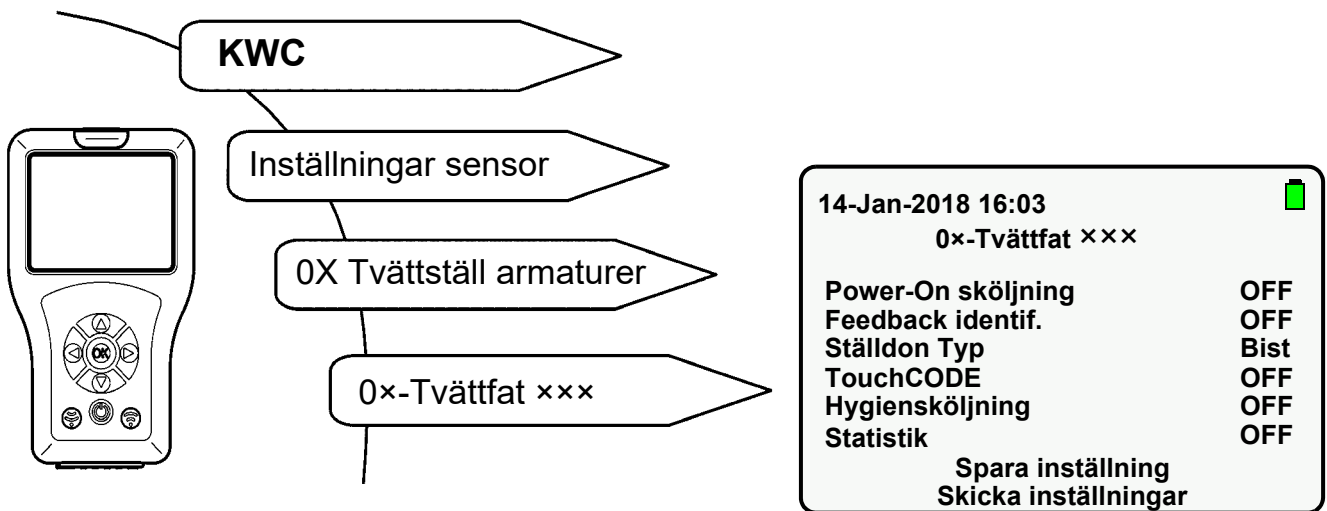 KWC
Inställningar sensor
0X Tvättställ armaturer
0×-Tvättfat ×××
OK
14-Jan-2018 16:03
0×-Tvättfat ×××
Power-On sköljning OFF
Feedback identif. OFF
Ställdon Typ Bist
TouchCODE OFF
Hygiensköljning OFF
Statistik OFF
Spara inställning
Skicka inställningar